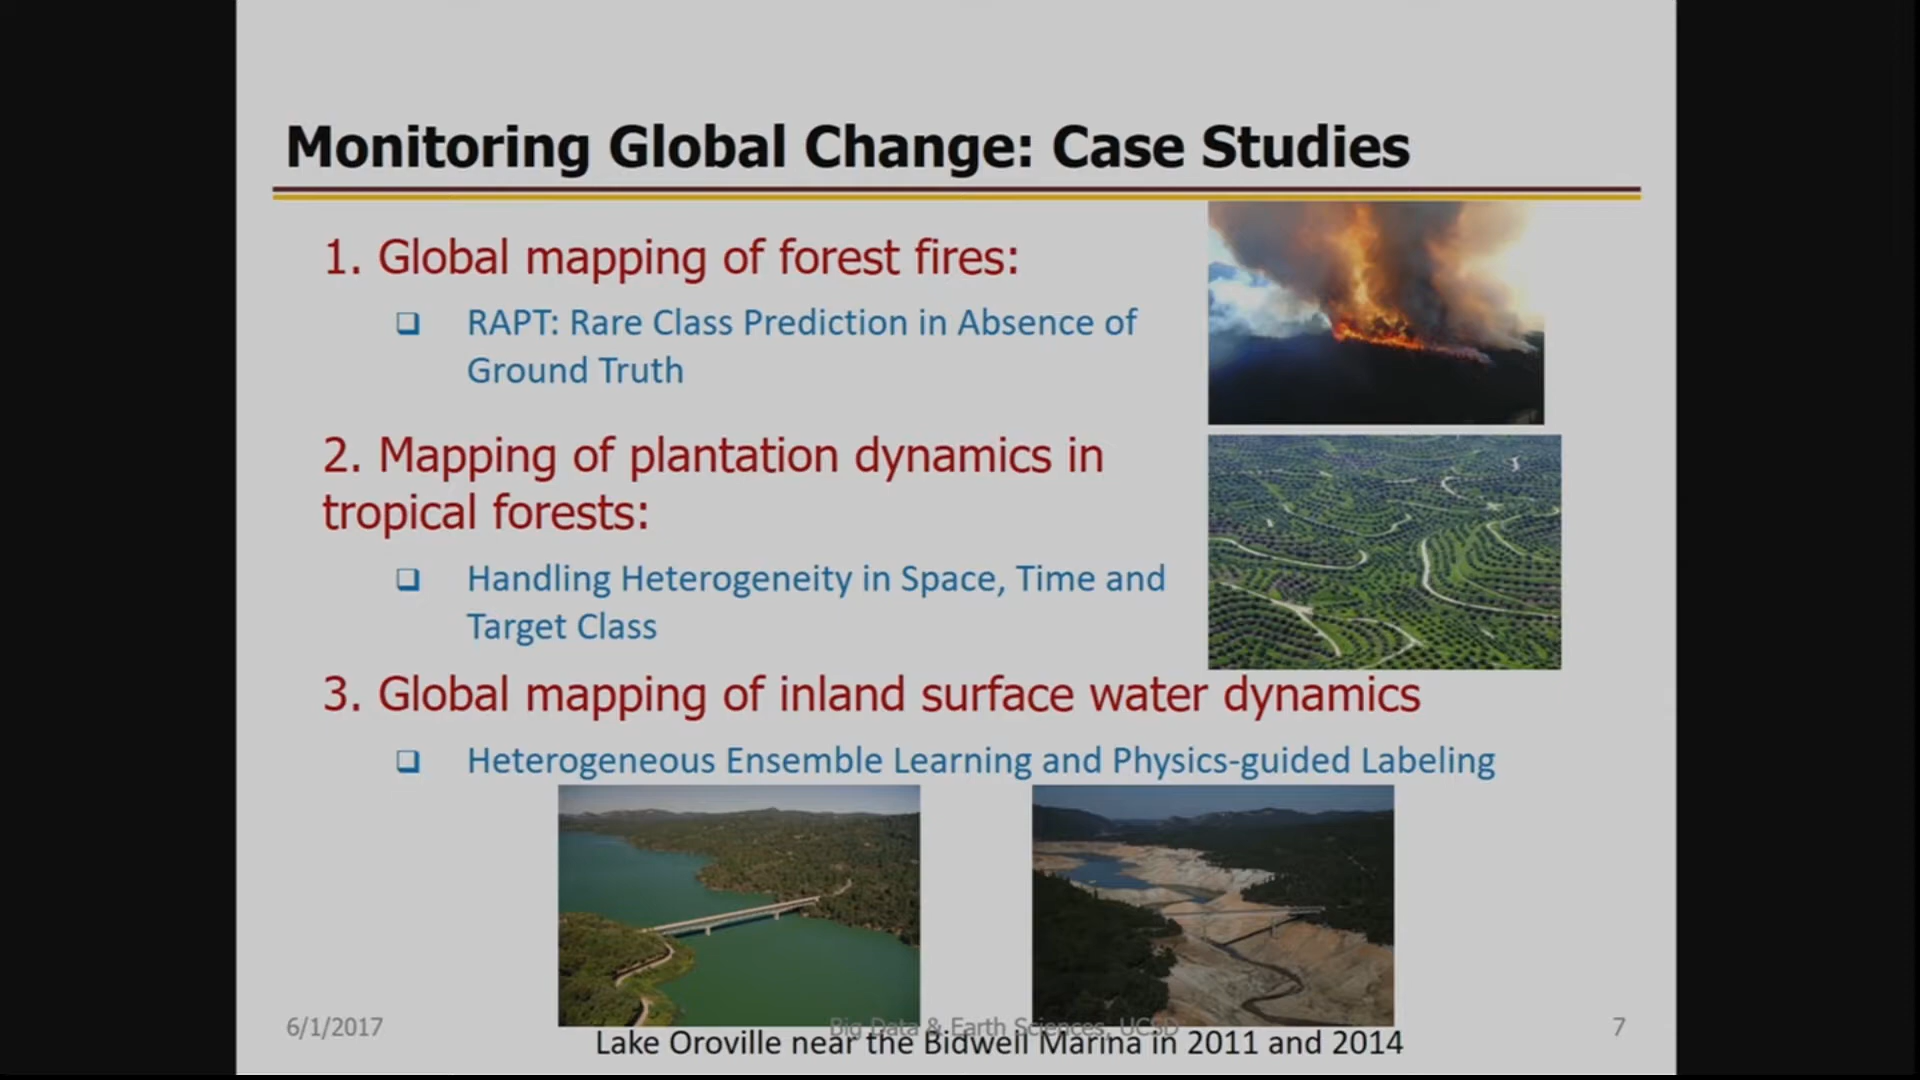 Monitoring Global Change: Case Studies
1. Global mapping of forest fires:
RAPT: Rare Class Prediction in Absence of
Ground Truth
2. Mapping of plantation dynamics in
tropical forests:
Handling Heterogeneity in Space, Time and
Target Class
3. Global mapping of inland surface water dynamics
Heterogeneous Ensemble Learning and Physics-guided Labeling
6/1/2017
Big Data & Earth Sciences, UCSD
7
Lake Oroville near the Bidwell Marina in 2011 and 2014